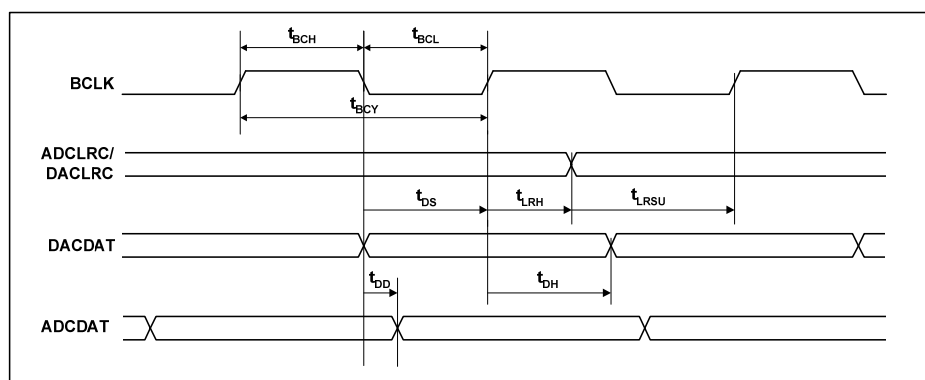 tBCH tBCL
BCLK
tBCY
ADCLRC/
DACLRC
tDS tLRH tLRSU
DACDAT
tDD tDH
ADCDAT